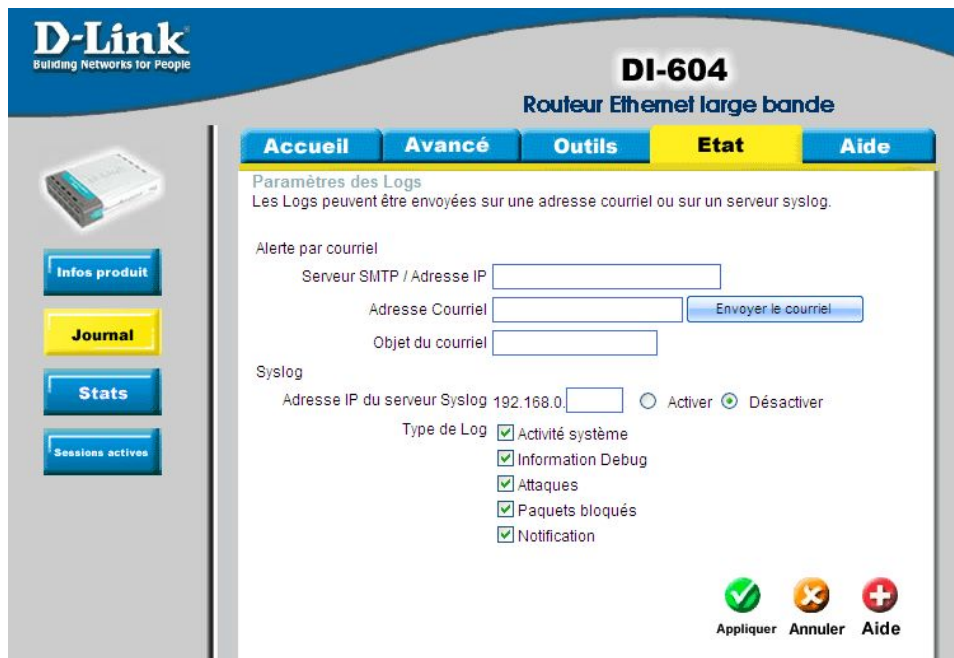 D-Link
Building Networks for People
DI-604
Routeur Ethernet large bande
Accueil
Avancé
Outils
Etat
Aide
Infos produit
Journal
Stats
Sessions actives
Paramètres des Logs
Les Logs peuvent être envoyées sur une adresse courriel ou sur un serveur syslog.
Alerte par courriel
Serveur SMTP / Adresse IP
Adresse Courriel
Envoyer le courriel
Objet du courriel
Syslog
Adresse IP du serveur Syslog 192.168.0. Activer Désactiver
Type de Log
Activité système
Information Debug
Attaques
Paquets bloqués
Notification
Appliquer
Annuler
Aide